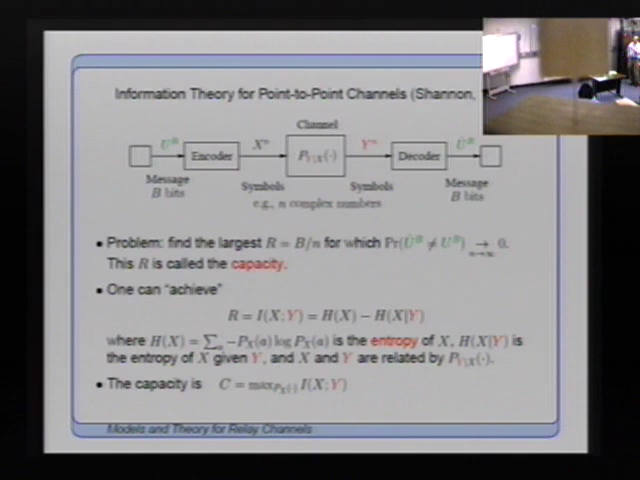 Information Theory for Point-to-Point Channels (Shannon,
Channel
U^B Encoder X^n P_{Y|X}(·) Y^n Decoder Û^B
Message Symbols Symbols Message
B bits e.g., n complex numbers B bits
• Problem: find the largest R = B/n for which Pr(Û^B ≠ U^B) → 0.
n→∞
This R is called the capacity.
• One can “achieve”
R = I(X;Y) = H(X) − H(X|Y)
where H(X) = ∑_a −P_X(a) log P_X(a) is the entropy of X, H(X|Y) is
the entropy of X given Y, and X and Y are related by P_{Y|X}(·).
• The capacity is C = max_{P_X(·)} I(X;Y)
Models and Theory for Relay Channels